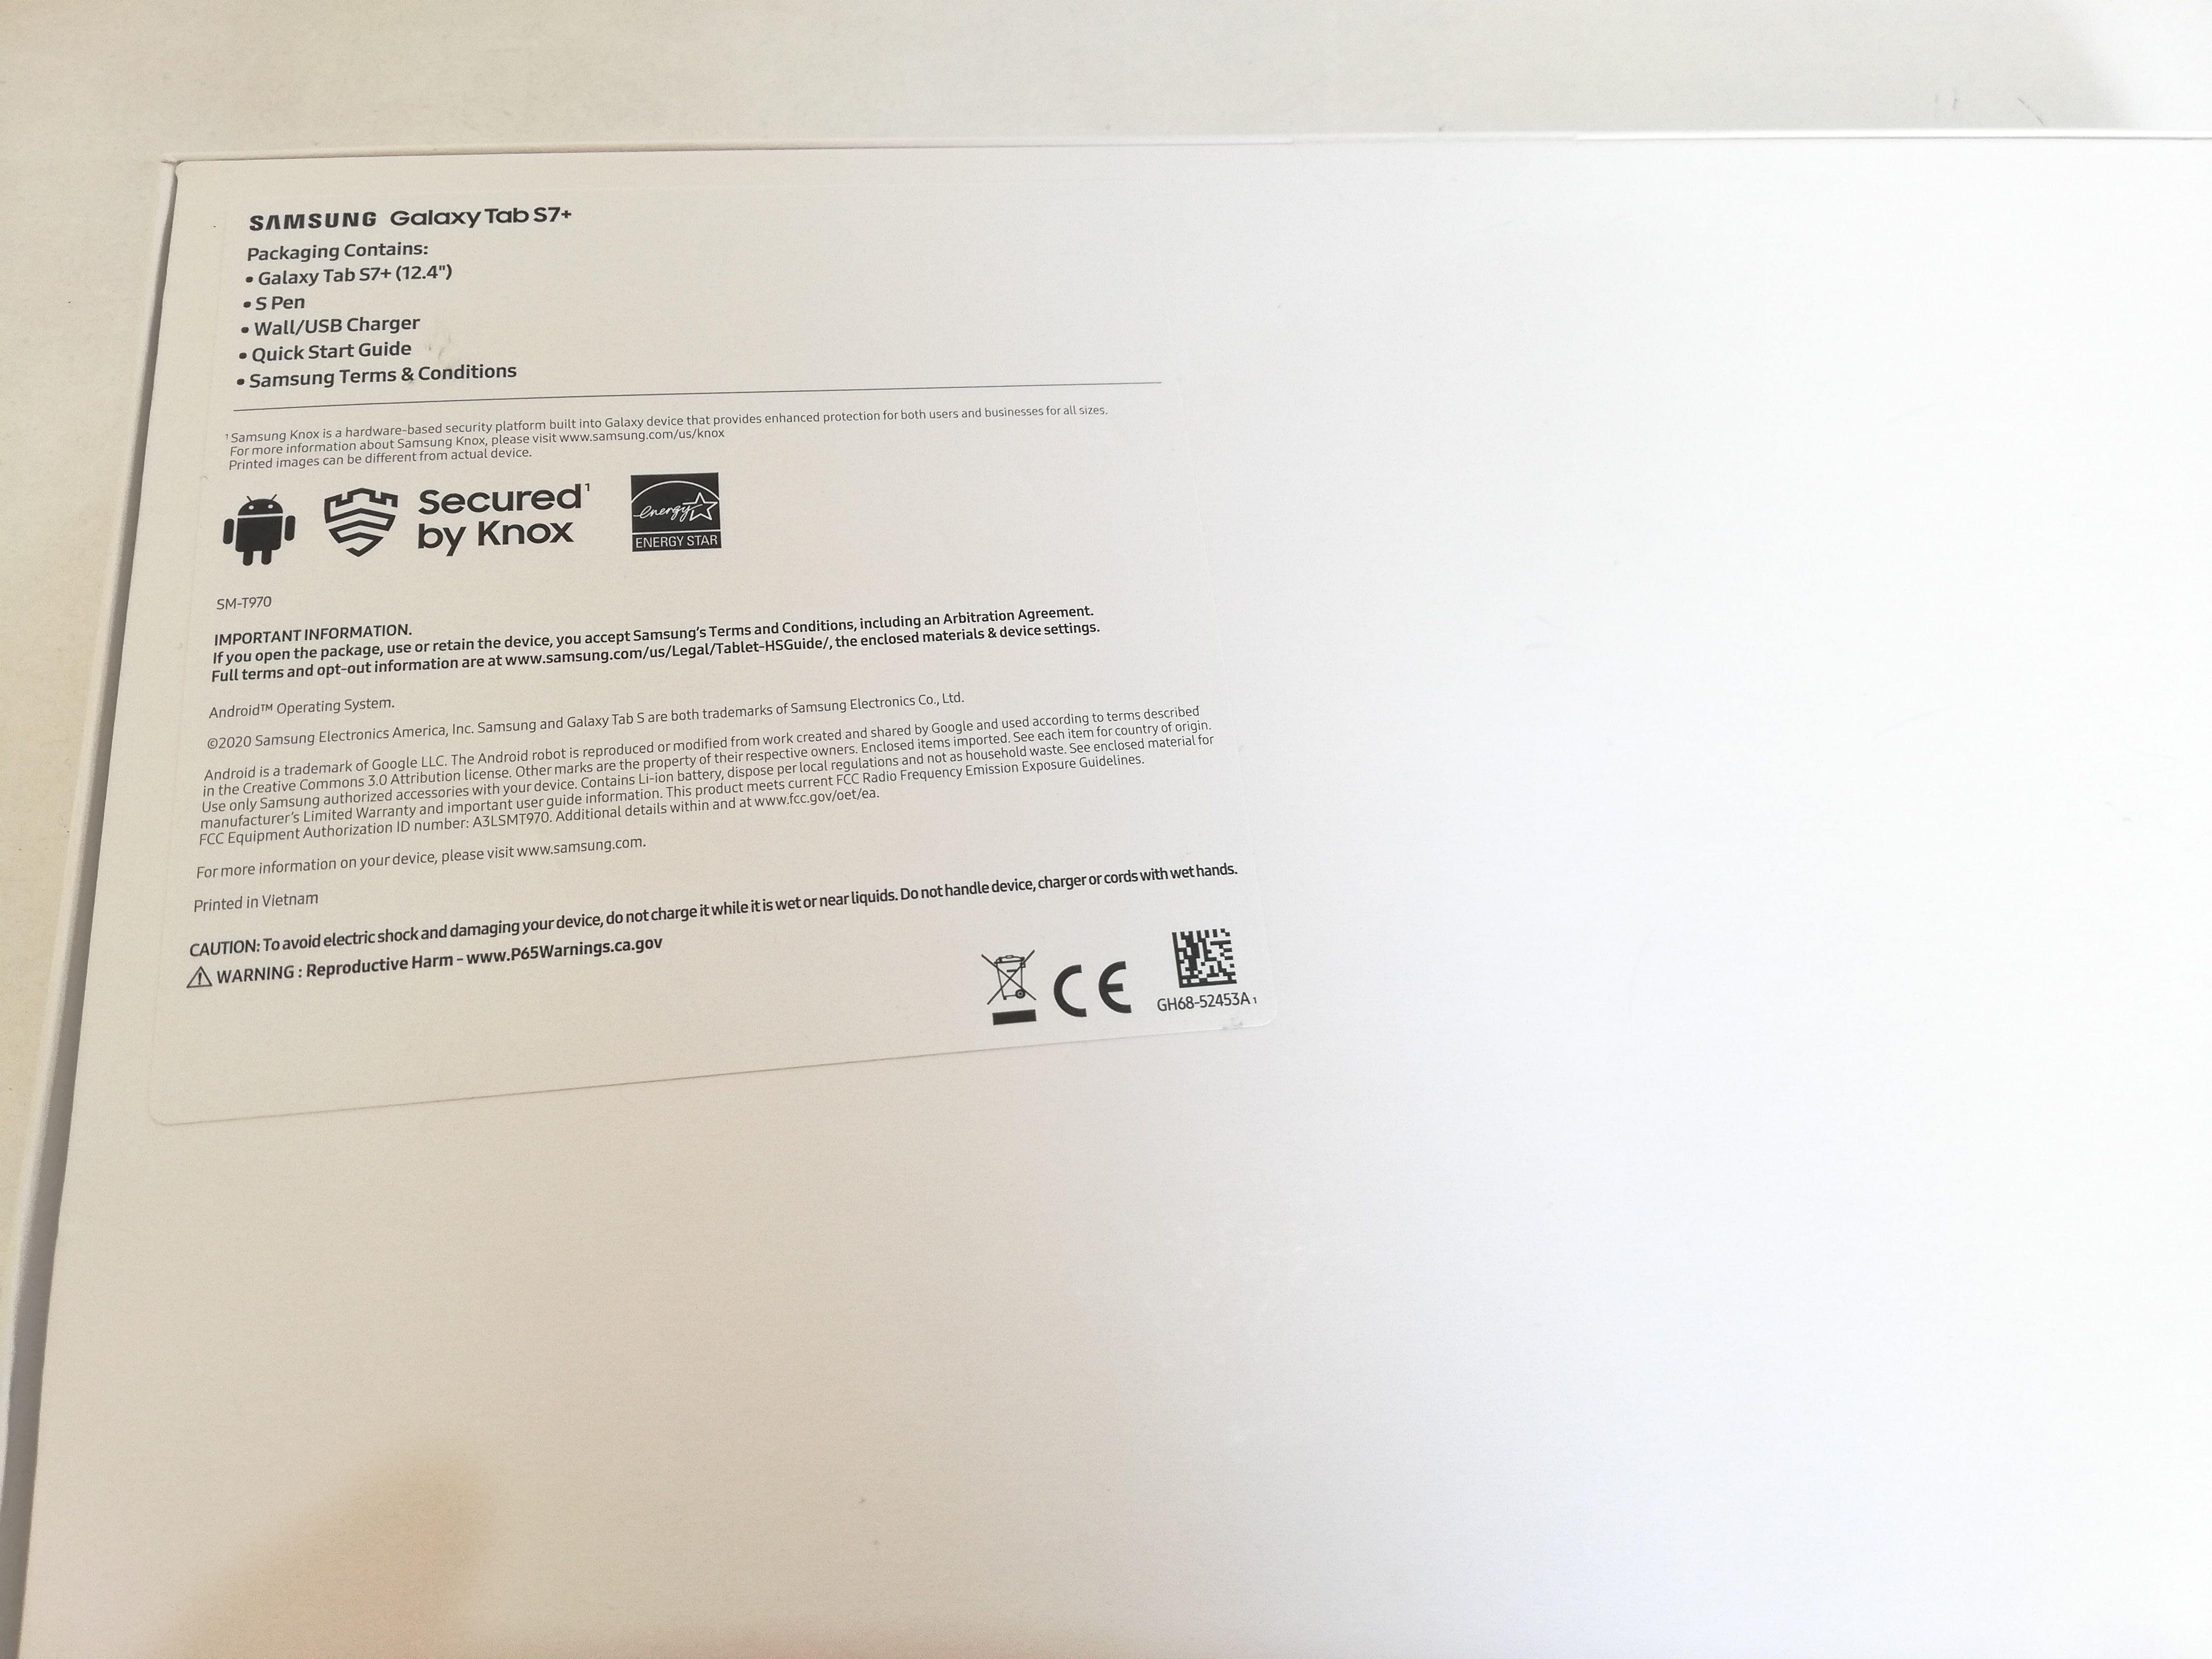 SAMSUNG Galaxy Tab S7+
Packaging Contains:
• Galaxy Tab S7+ (12.4")
• S Pen
• Wall/USB Charger
• Quick Start Guide
• Samsung Terms & Conditions
¹ Samsung Knox is a hardware-based security platform built into Galaxy device that provides enhanced protection for both users and businesses for all sizes.
For more information about Samsung Knox, please visit www.samsung.com/us/knox
Printed images can be different from actual device.
Secured¹
by Knox
energy
ENERGY STAR
SM-T970
IMPORTANT INFORMATION.
If you open the package, use or retain the device, you accept Samsung's Terms and Conditions, including an Arbitration Agreement.
Full terms and opt-out information are at www.samsung.com/us/Legal/Tablet-HSGuide/, the enclosed materials & device settings.
Android™ Operating System.
©2020 Samsung Electronics America, Inc. Samsung and Galaxy Tab S are both trademarks of Samsung Electronics Co., Ltd.
Android is a trademark of Google LLC. The Android robot is reproduced or modified from work created and shared by Google and used according to terms described
in the Creative Commons 3.0 Attribution license. Other marks are the property of their respective owners. Enclosed items imported. See each item for country of origin.
Use only Samsung authorized accessories with your device. Contains Li-ion battery, dispose per local regulations and not as household waste. See enclosed material for
manufacturer's Limited Warranty and important user guide information. This product meets current FCC Radio Frequency Emission Exposure Guidelines.
FCC Equipment Authorization ID number: A3LSMT970. Additional details within and at www.fcc.gov/oet/ea.
For more information on your device, please visit www.samsung.com.
Printed in Vietnam
CAUTION: To avoid electric shock and damaging your device, do not charge it while it is wet or near liquids. Do not handle device, charger or cords with wet hands.
WARNING : Reproductive Harm – www.P65Warnings.ca.gov
CE
GH68-52453A 1